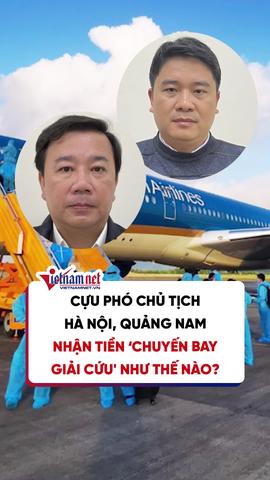 Airlines
vietnamnet
VIETNAMNET.VN
CỰU PHÓ CHỦ TỊCH
HÀ NỘI, QUẢNG NAM
NHẬN TIỀN ‘CHUYẾN BAY
GIẢI CỨU' NHƯ THẾ NÀO?